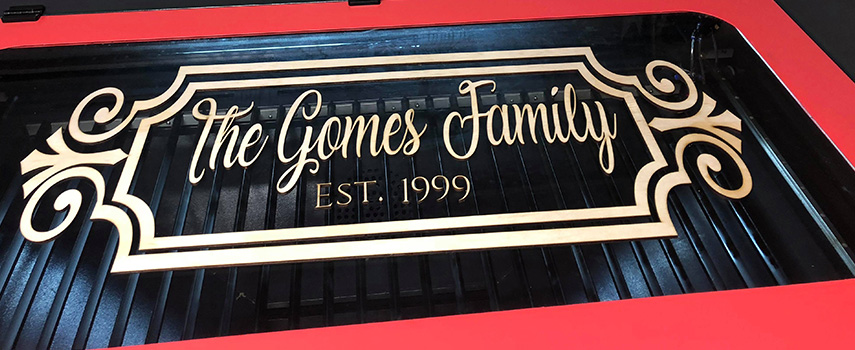 The Gomes Family
EST. 1999